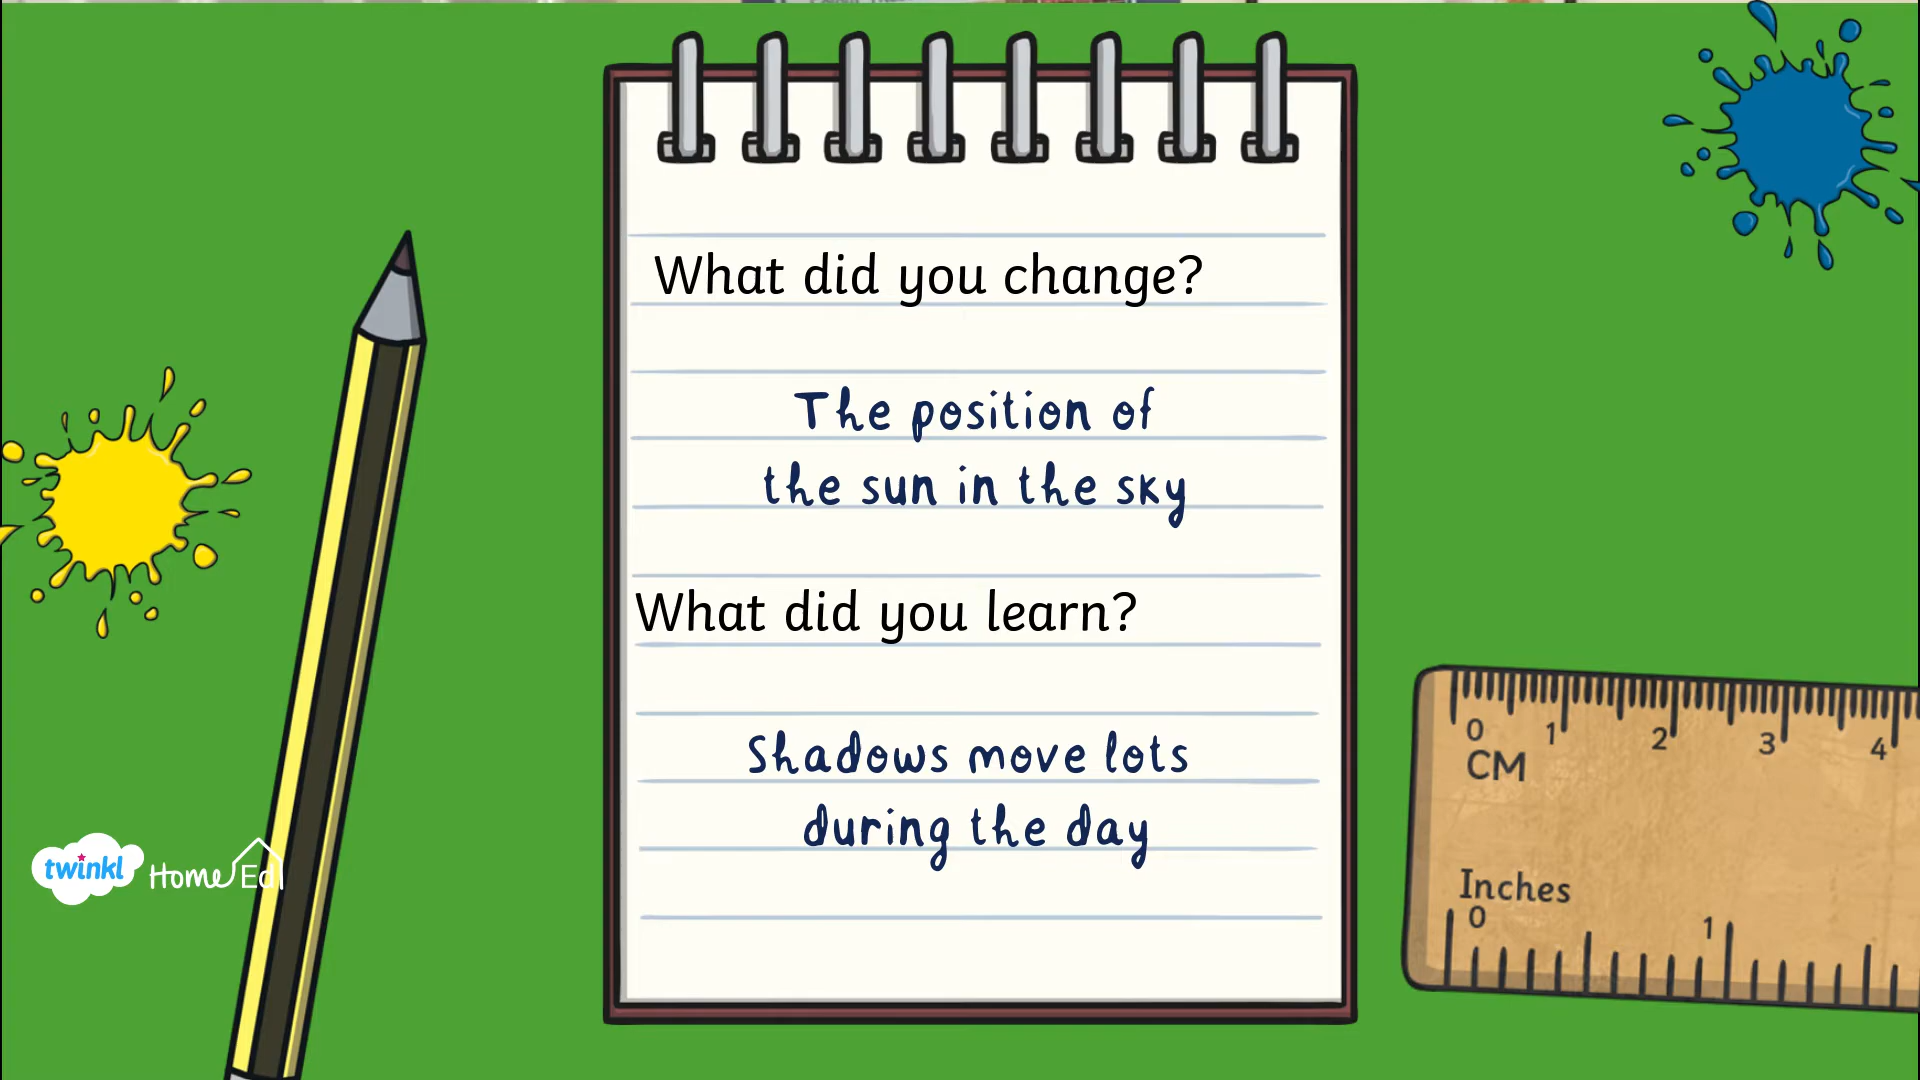 What did you change?
The position of
the sun in the sky
What did you learn?
Shadows move lots
during the day
twinkl Home Ed
0 1 2 3 4
CM
Inches
0 1